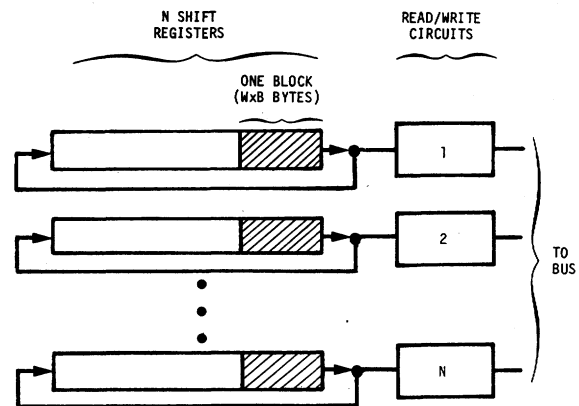 N SHIFT
REGISTERS
READ/WRITE
CIRCUITS
ONE BLOCK
(WxB BYTES)
1
2
TO
BUS
N